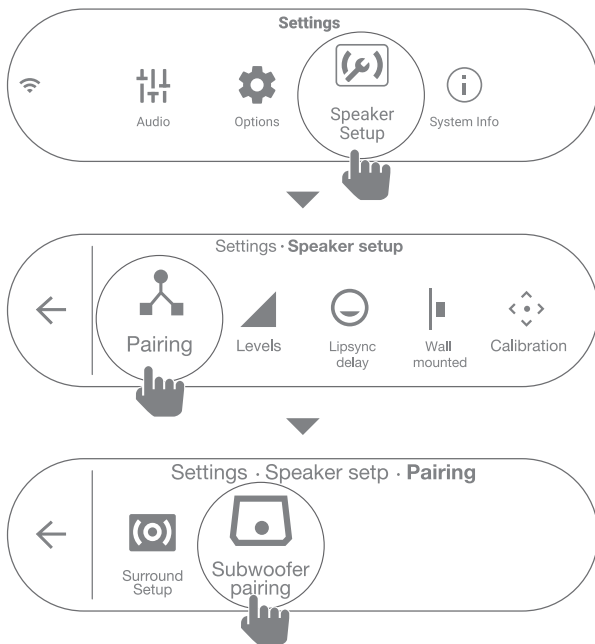 Settings
Audio
Options
Speaker
Setup
System Info
Settings · Speaker setup
Pairing
Levels
Lipsync
delay
Wall
mounted
Calibration
Settings · Speaker setp · Pairing
Surround
Setup
Subwoofer
pairing